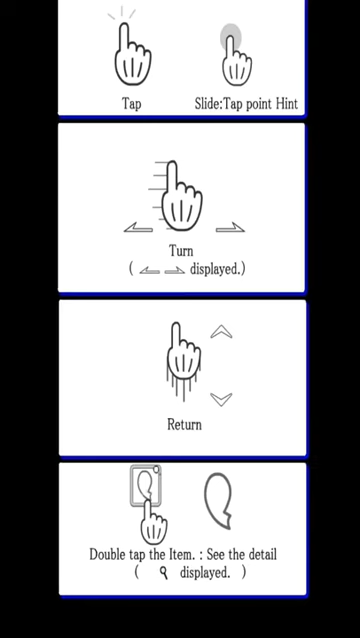 Tap
Slide:Tap point Hint
Turn
( displayed.)
Return
Double tap the Item. : See the detail
( displayed. )